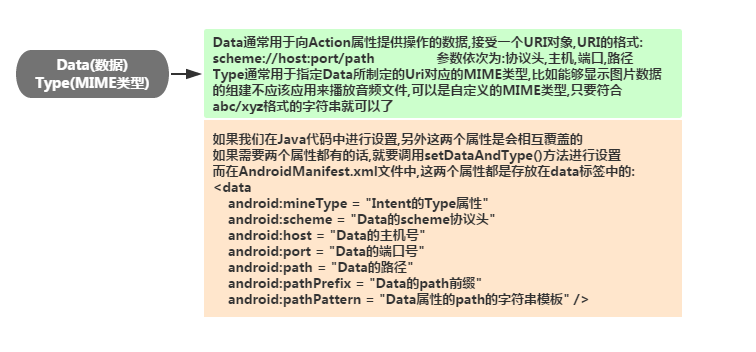 Data(数据)
Type(MIME类型)
Data通常用于向Action属性提供操作的数据,接受一个URI对象,URI的格式:
scheme://host:port/path 参数依次为:协议头,主机,端口,路径
Type通常用于指定Data所制定的Uri对应的MIME类型,比如能够显示图片数据
的组建不应该应用来播放音频文件,可以是自定义的MIME类型,只要符合
abc/xyz格式的字符串就可以了
如果我们在Java代码中进行设置,另外这两个属性是会相互覆盖的
如果需要两个属性都有的话,就要调用setDataAndType()方法进行设置
而在AndroidManifest.xml文件中,这两个属性都是存放在data标签中的:
<data
android:mineType = "Intent的Type属性"
android:scheme = "Data的scheme协议头"
android:host = "Data的主机号"
android:port = "Data的端口号"
android:path = "Data的路径"
android:pathPrefix = "Data的path前缀"
android:pathPattern = "Data属性的path的字符串模板" />